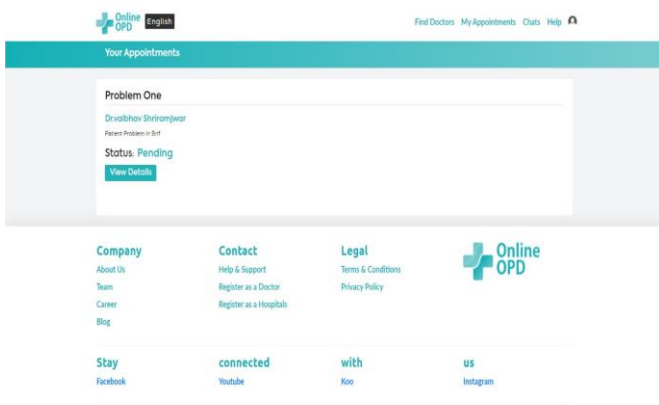 Online
OPD
English
Find Doctors My Appointments Chats Help
Your Appointments
Problem One
Dr.vaibhav Shriramjwar
Patient Problem in Brif
Status: Pending
View Details
Company
About Us
Team
Career
Blog
Contact
Help & Support
Register as a Doctor
Register as a Hospitals
Legal
Terms & Conditions
Privacy Policy
Online
OPD
Stay connected with us
Facebook Youtube Koo Instagram